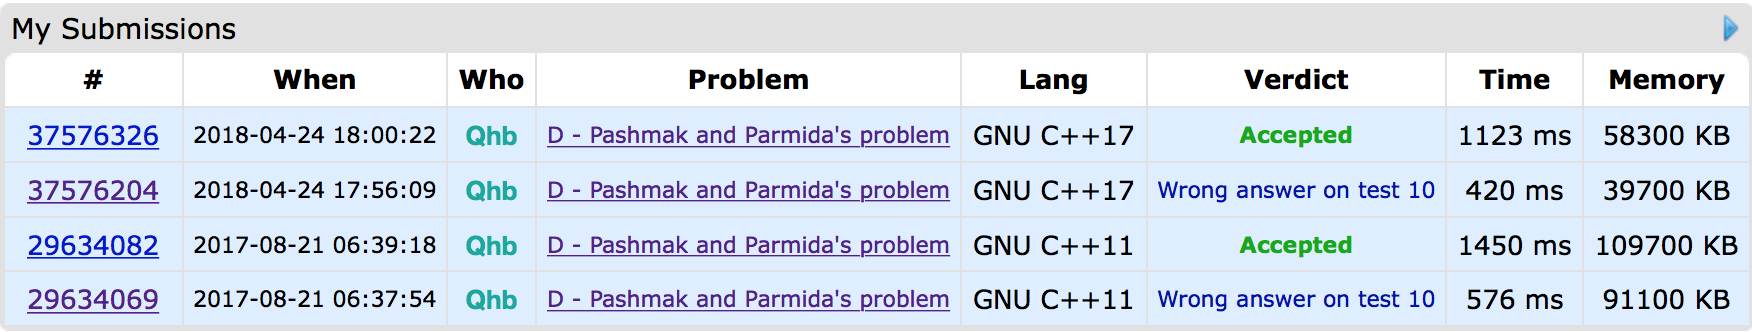 My Submissions
# When Who Problem Lang Verdict Time Memory
37576326 2018-04-24 18:00:22 Qhb D - Pashmak and Parmida's problem GNU C++17 Accepted 1123 ms 58300 KB
37576204 2018-04-24 17:56:09 Qhb D - Pashmak and Parmida's problem GNU C++17 Wrong answer on test 10 420 ms 39700 KB
29634082 2017-08-21 06:39:18 Qhb D - Pashmak and Parmida's problem GNU C++11 Accepted 1450 ms 109700 KB
29634069 2017-08-21 06:37:54 Qhb D - Pashmak and Parmida's problem GNU C++11 Wrong answer on test 10 576 ms 91100 KB